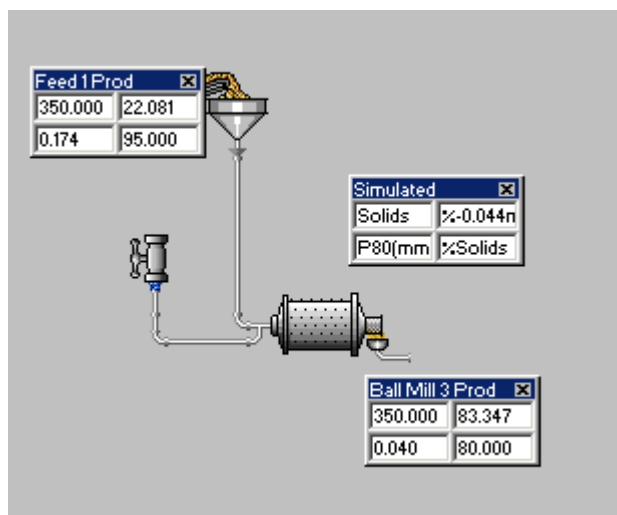 Feed 1 Prod
350.000 22.081
0.174 95.000
Simulated
Solids %-0.044m
P80(mm %Solids
Ball Mill 3 Prod
350.000 83.347
0.040 80.000